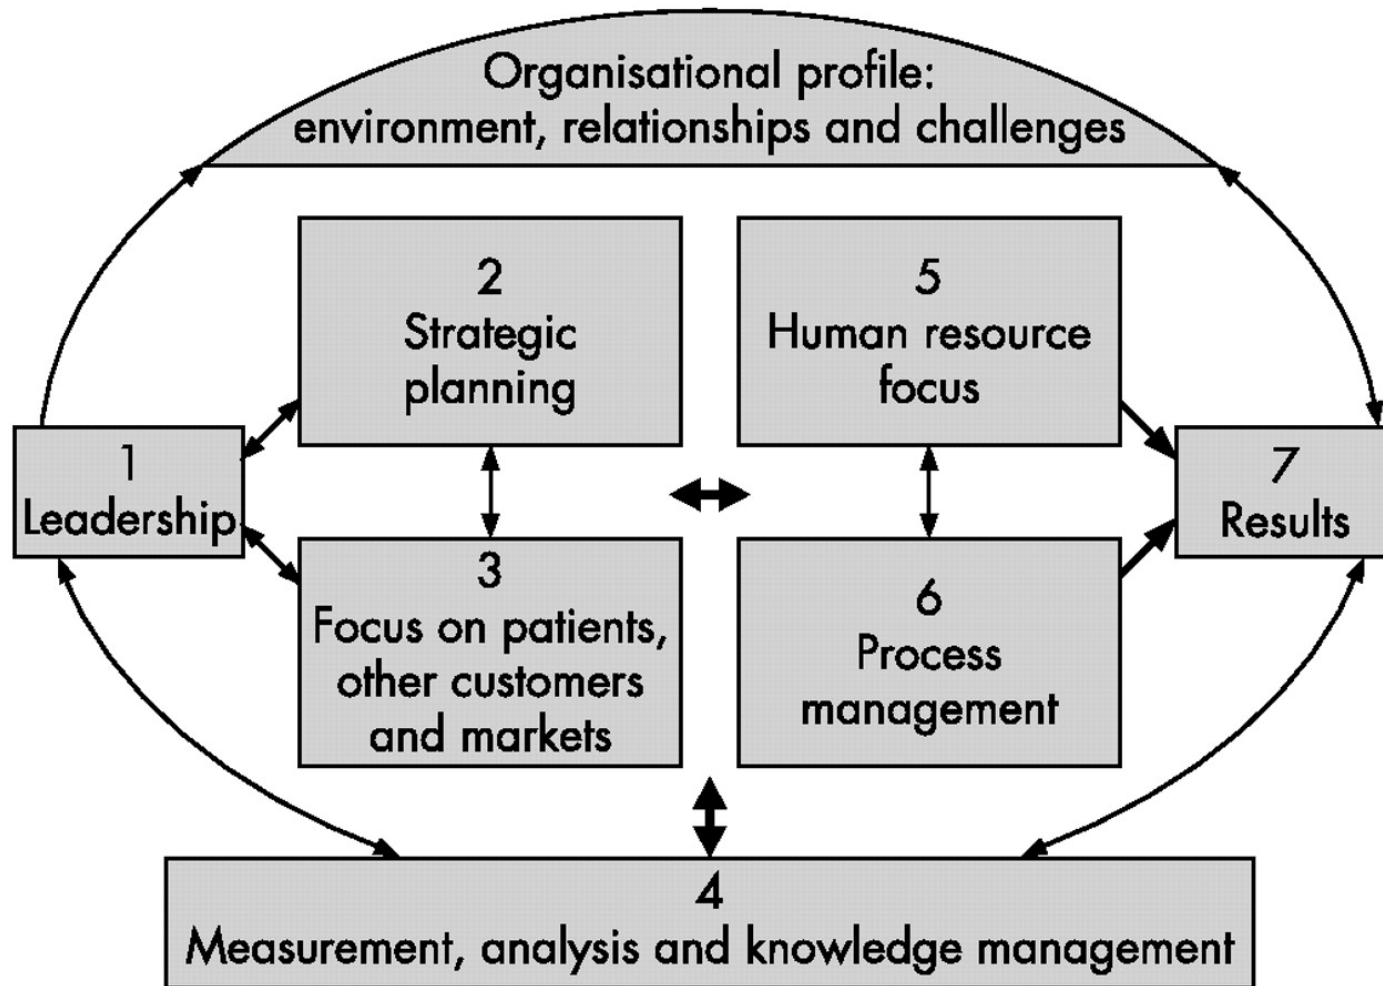 Organisational profile:
environment, relationships and challenges
2
Strategic
planning
5
Human resource
focus
1
Leadership
7
Results
3
Focus on patients,
other customers
and markets
6
Process
management
4
Measurement, analysis and knowledge management